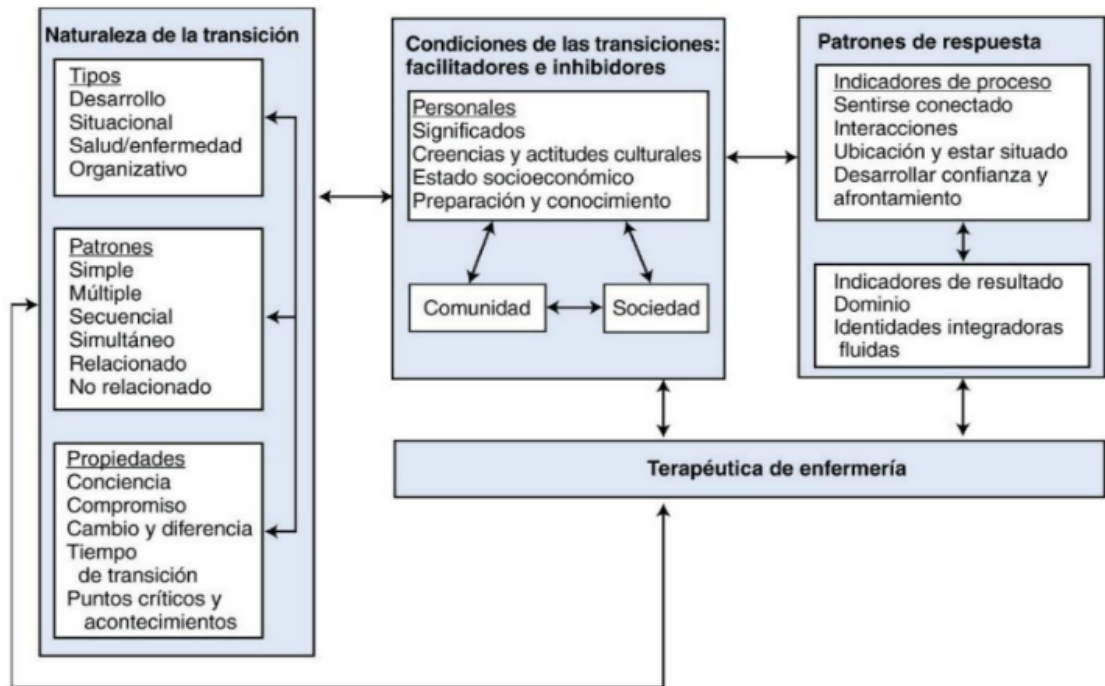 Naturaleza de la transición
Tipos
Desarrollo
Situacional
Salud/enfermedad
Organizativo
Patrones
Simple
Múltiple
Secuencial
Simultáneo
Relacionado
No relacionado
Propiedades
Conciencia
Compromiso
Cambio y diferencia
Tiempo
de transición
Puntos críticos y
acontecimientos
Condiciones de las transiciones:
facilitadores e inhibidores
Personales
Significados
Creencias y actitudes culturales
Estado socioeconómico
Preparación y conocimiento
Comunidad
Sociedad
Patrones de respuesta
Indicadores de proceso
Sentirse conectado
Interacciones
Ubicación y estar situado
Desarrollar confianza y
afrontamiento
Indicadores de resultado
Dominio
Identidades integradoras
fluidas
Terapéutica de enfermería